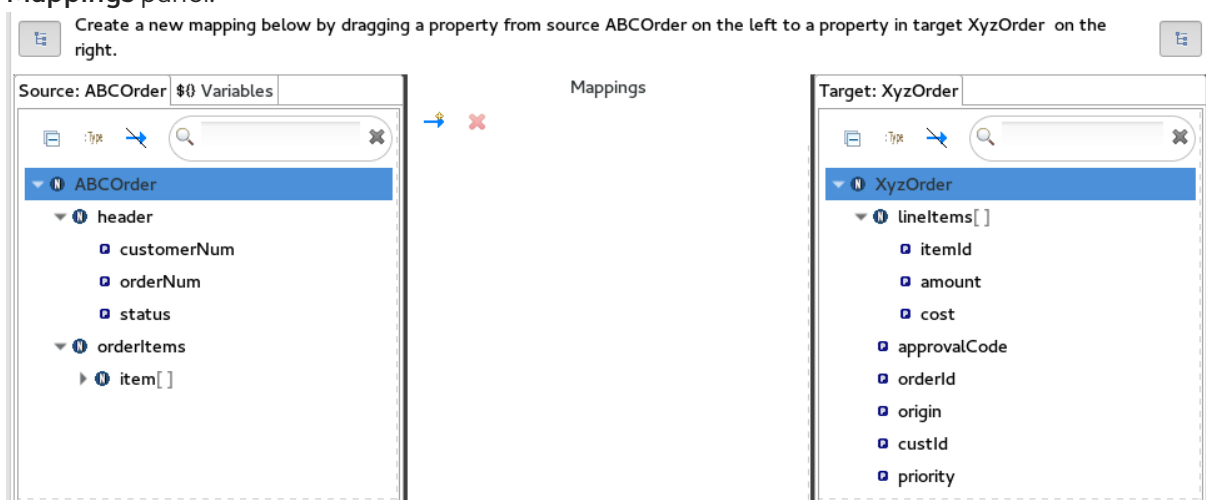 Mappings panel.
Create a new mapping below by dragging a property from source ABCOrder on the left to a property in target XyzOrder on the
right.
Source: ABCOrder
${} Variables
Mappings
Target: XyzOrder
:Type
:Type
ABCOrder
header
customerNum
orderNum
status
orderItems
item[ ]
XyzOrder
lineItems[ ]
itemId
amount
cost
approvalCode
orderId
origin
custId
priority